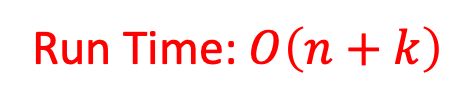 Run Time: 𝑂(𝑛 + 𝑘)